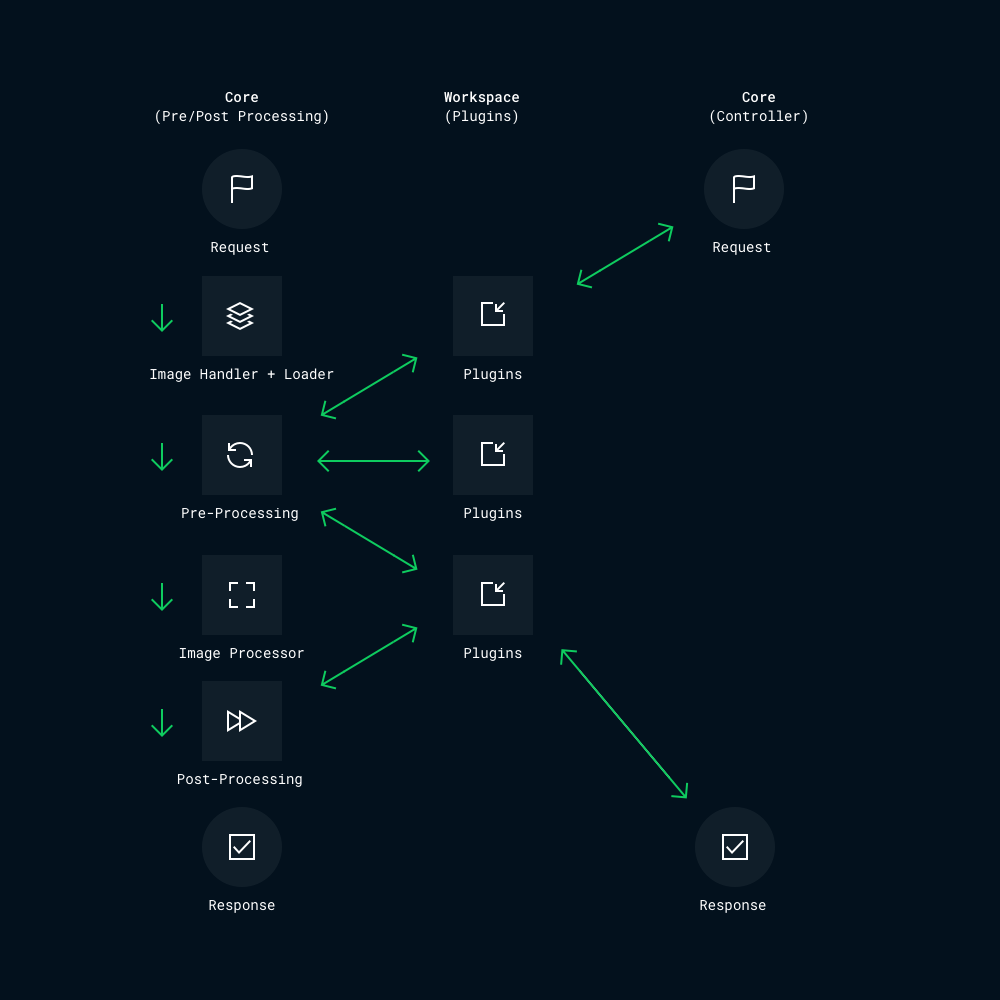 Core
(Pre/Post Processing)
Workspace
(Plugins)
Core
(Controller)
Request
Request
Image Handler + Loader
Plugins
Pre-Processing
Plugins
Image Processor
Plugins
Post-Processing
Response
Response